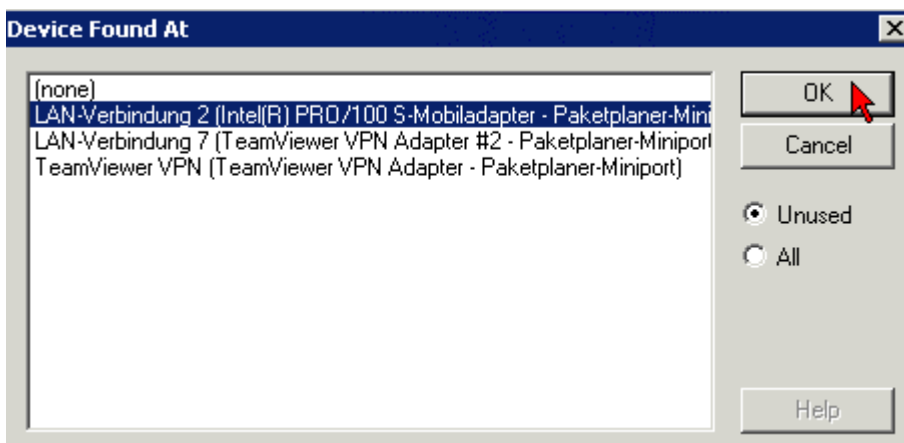 Device Found At
(none)
LAN-Verbindung 2 (Intel(R) PRO/100 S-Mobiladapter - Paketplaner-Mini
LAN-Verbindung 7 (TeamViewer VPN Adapter #2 - Paketplaner-Miniport
TeamViewer VPN (TeamViewer VPN Adapter - Paketplaner-Miniport)
OK
Cancel
Unused
All
Help